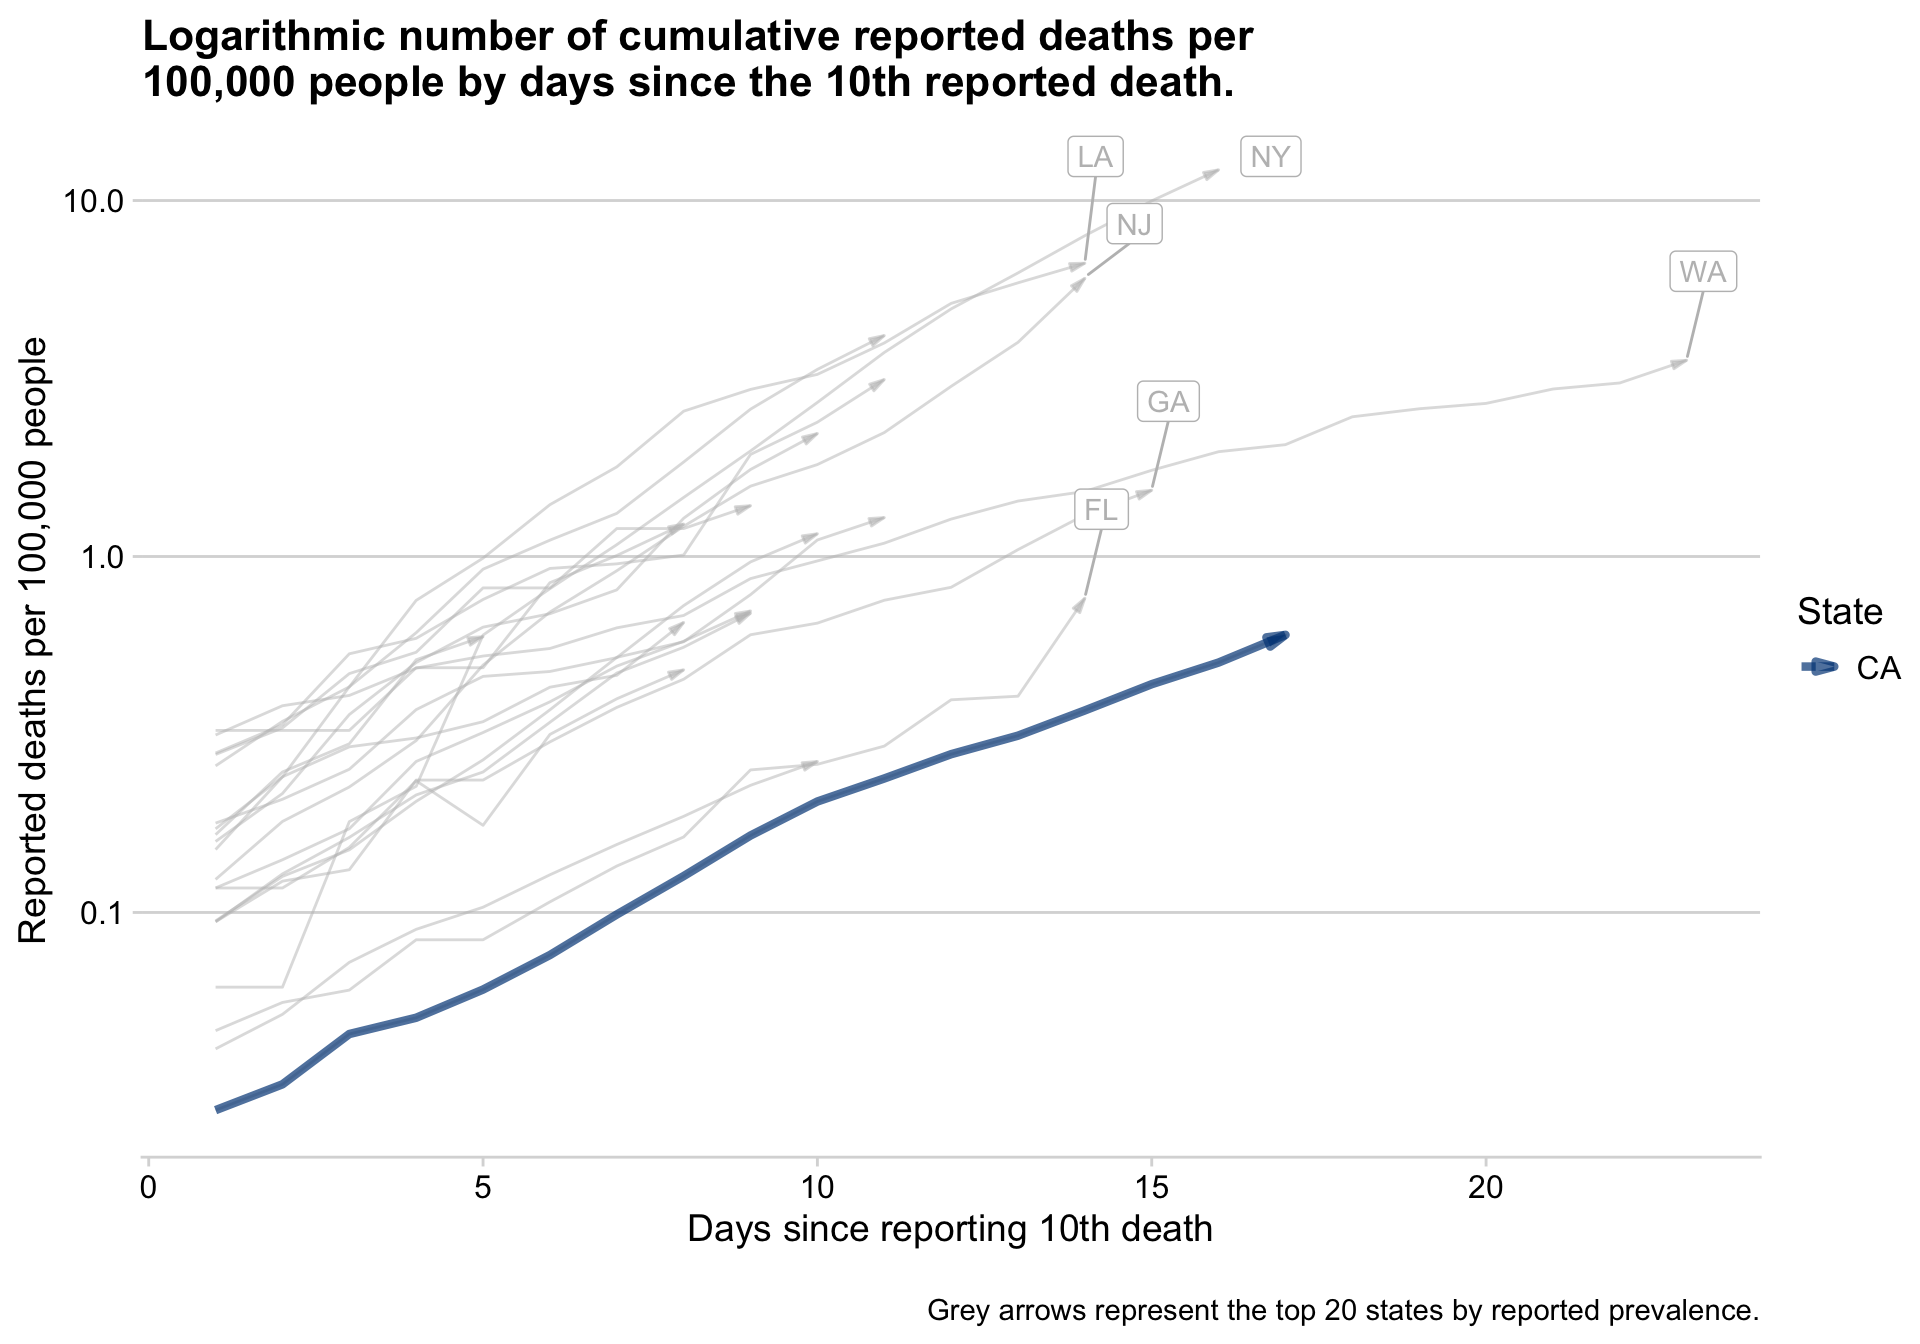 Logarithmic number of cumulative reported deaths per
100,000 people by days since the 10th reported death.
LA
NY
NJ
WA
GA
FL
10.0
1.0
0.1
Reported deaths per 100,000 people
State
CA
0 5 10 15 20
Days since reporting 10th death
Grey arrows represent the top 20 states by reported prevalence.